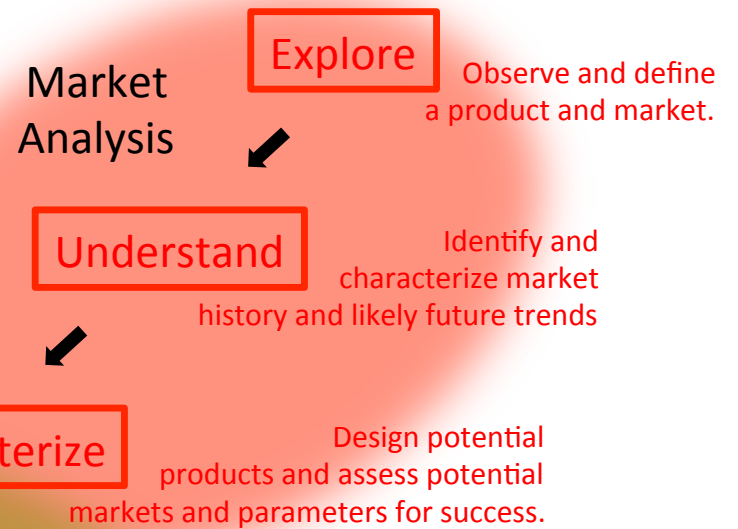 Explore
Market
Analysis
Observe and define
a product and market.
Understand
Identify and
characterize market
history and likely future trends
terize
Design potential
products and assess potential
markets and parameters for success.